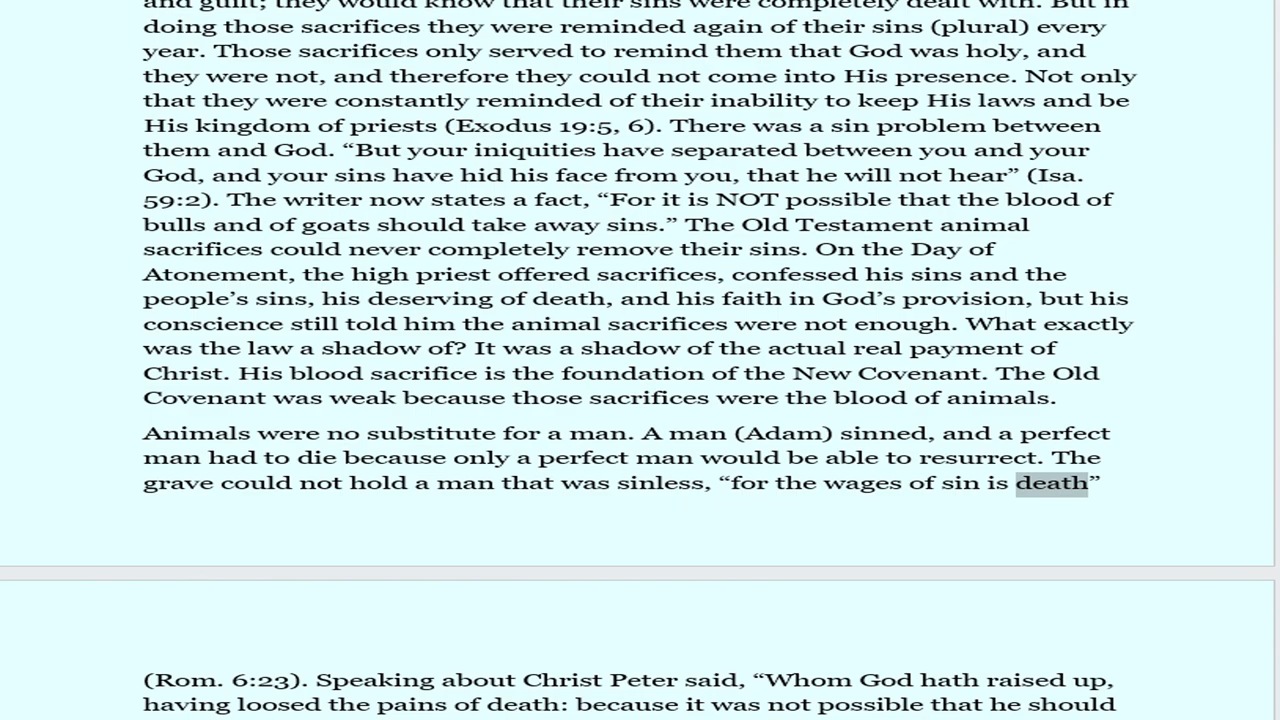 and guilt; they would know that their sins were completely dealt with. But in
doing those sacrifices they were reminded again of their sins (plural) every
year. Those sacrifices only served to remind them that God was holy, and
they were not, and therefore they could not come into His presence. Not only
that they were constantly reminded of their inability to keep His laws and be
His kingdom of priests (Exodus 19:5, 6). There was a sin problem between
them and God. “But your iniquities have separated between you and your
God, and your sins have hid his face from you, that he will not hear” (Isa.
59:2). The writer now states a fact, “For it is NOT possible that the blood of
bulls and of goats should take away sins.” The Old Testament animal
sacrifices could never completely remove their sins. On the Day of
Atonement, the high priest offered sacrifices, confessed his sins and the
people’s sins, his deserving of death, and his faith in God’s provision, but his
conscience still told him the animal sacrifices were not enough. What exactly
was the law a shadow of? It was a shadow of the actual real payment of
Christ. His blood sacrifice is the foundation of the New Covenant. The Old
Covenant was weak because those sacrifices were the blood of animals.
Animals were no substitute for a man. A man (Adam) sinned, and a perfect
man had to die because only a perfect man would be able to resurrect. The
grave could not hold a man that was sinless, “for the wages of sin is death”
(Rom. 6:23). Speaking about Christ Peter said, “Whom God hath raised up,
having loosed the pains of death: because it was not possible that he should